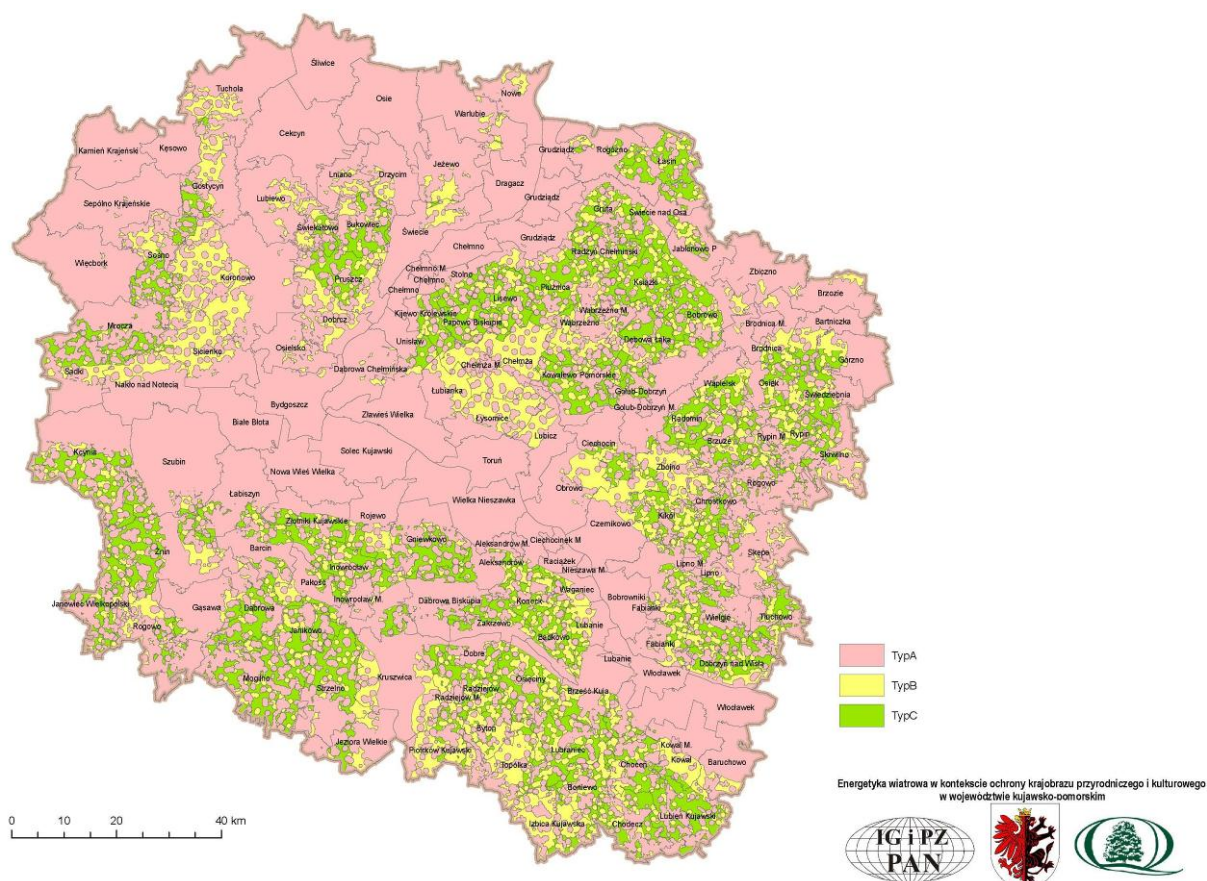 Śliwice
Tuchola
Osie
Nowe
Warlubie
Cekcyn
Kamień Krajeński
Kęsowo
Grudziądz
Rogóźno
Łasin
Lniano
Drzycim
Jeżewo
Dragacz
Gostycyn
Lubiewo
Sępólno Krajeńskie
Grudziądz
Gruta
Świecie nad Osą
Świekatowo
Bukowiec
Świecie
Chełmno
Grudziądz
Radzyń Chełmiński
Jabłonowo P
Sośno
Więcbork
Koronowo
Pruszcz
Chełmno M
Chełmno
Stolno
Chełmno
Płużnica
Książki
Zbiczno
Brzozie
Lisewo
Mrocza
Dobrcz
Kijewo Królewskie
Papowo Biskupie
Wąbrzeźno M
Wąbrzeźno
Bobrowo
Brodnica M
Bartniczka
Sicienko
Osielsko
Unisław
Dębowa Łąka
Brodnica
Górzno
Sadki
Nakło nad Notecią
Dąbrowa Chełmińska
Chełmża M
Chełmża
Kowalewo Pomorskie
Wąpielsk
Osiek
Świedziebnia
Bydgoszcz
Łubianka
Golub-Dobrzyń
Golub-Dobrzyń M
Białe Błota
Zławieś Wielka
Łysomice
Lubicz
Radomin
Brzuze
Rypin M
Rypin
Skrwilno
Kcynia
Szubin
Solec Kujawski
Toruń
Ciechocin
Zbójno
Nowa Wieś Wielka
Obrowo
Rogowo
Łabiszyn
Wielka Nieszawka
Chrostkowo
Złotniki Kujawskie
Rojewo
Czernikowo
Kikół
Żnin
Barcin
Gniewkowo
Aleksandrów M
Ciechocinek M
Aleksandrów
Raciążek
Nieszawa M
Skępe
Inowrocław
Pakość
Lipno M
Lipno
Janowiec Wielkopolski
Gąsawa
Dąbrowa
Inowrocław M
Dąbrowa Biskupia
Koneck
Waganiec
Bobrowniki
Fabianki
Rogowo
Janikowo
Zakrzewo
Bądkowo
Lubanie
Wielgie
Tłuchowo
Fabianki
Mogilno
Strzelno
Kruszwica
Dobre
Lubanie
Włocławek
Dobrzyń nad Wisłą
Radziejów
Radziejów M
Osięciny
Brześć Kuja
Włocławek
Jeziora Wielkie
Piotrków Kujawski
Bytoń
Lubraniec
Kowal M
Kowal
Baruchowo
Topólka
Choceń
Boniewo
Izbica Kujawska
Chodecz
Lubień Kujawski
TypA
TypB
TypC
0 10 20 40 km
Energetyka wiatrowa w kontekście ochrony krajobrazu przyrodniczego i kulturowego
w województwie kujawsko-pomorskim
IG i PZ
PAN